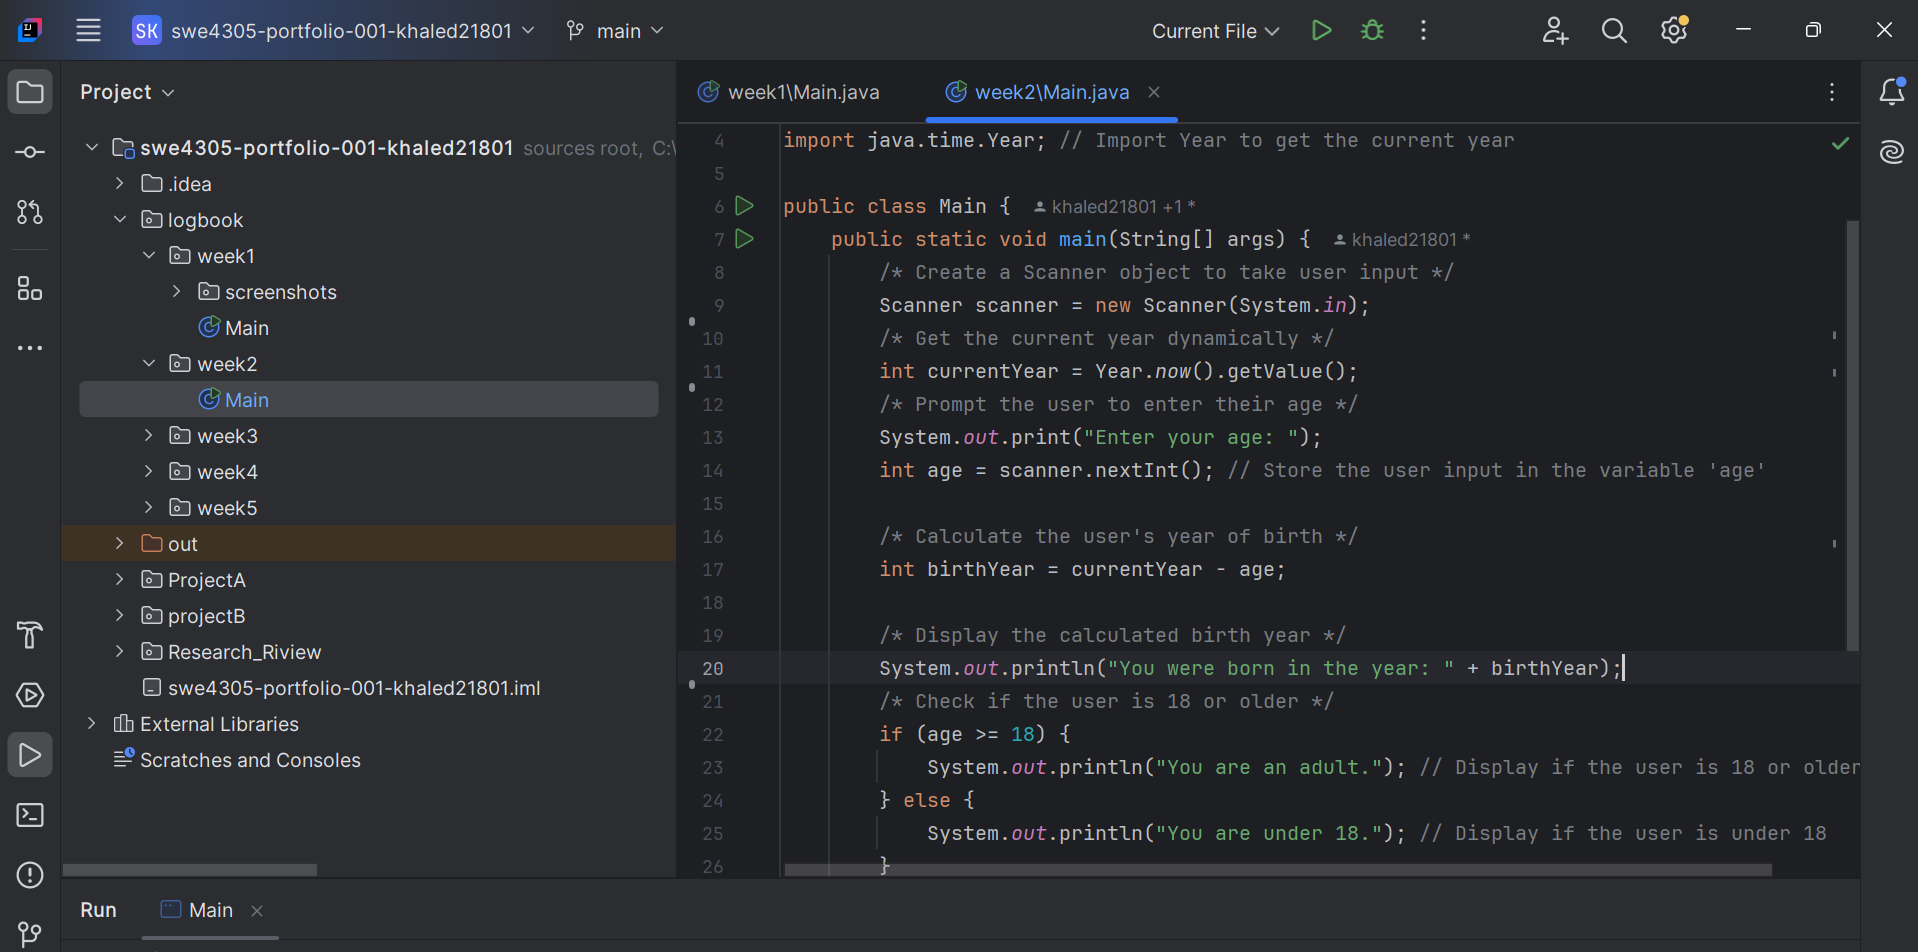 SK swe4305-portfolio-001-khaled21801 main Current File
Project
swe4305-portfolio-001-khaled21801 sources root, C:\
.idea
logbook
week1
screenshots
Main
week2
Main
week3
week4
week5
out
ProjectA
projectB
Research_Riview
swe4305-portfolio-001-khaled21801.iml
External Libraries
Scratches and Consoles
week1\Main.java week2\Main.java
4 import java.time.Year; // Import Year to get the current year
5
6 public class Main { khaled21801 +1 *
7 public static void main(String[] args) { khaled21801 *
8 /* Create a Scanner object to take user input */
9 Scanner scanner = new Scanner(System.in);
10 /* Get the current year dynamically */
11 int currentYear = Year.now().getValue();
12 /* Prompt the user to enter their age */
13 System.out.print("Enter your age: ");
14 int age = scanner.nextInt(); // Store the user input in the variable 'age'
15
16 /* Calculate the user's year of birth */
17 int birthYear = currentYear - age;
18
19 /* Display the calculated birth year */
20 System.out.println("You were born in the year: " + birthYear);
21 /* Check if the user is 18 or older */
22 if (age >= 18) {
23 System.out.println("You are an adult."); // Display if the user is 18 or older
24 } else {
25 System.out.println("You are under 18."); // Display if the user is under 18
26 }
Run Main